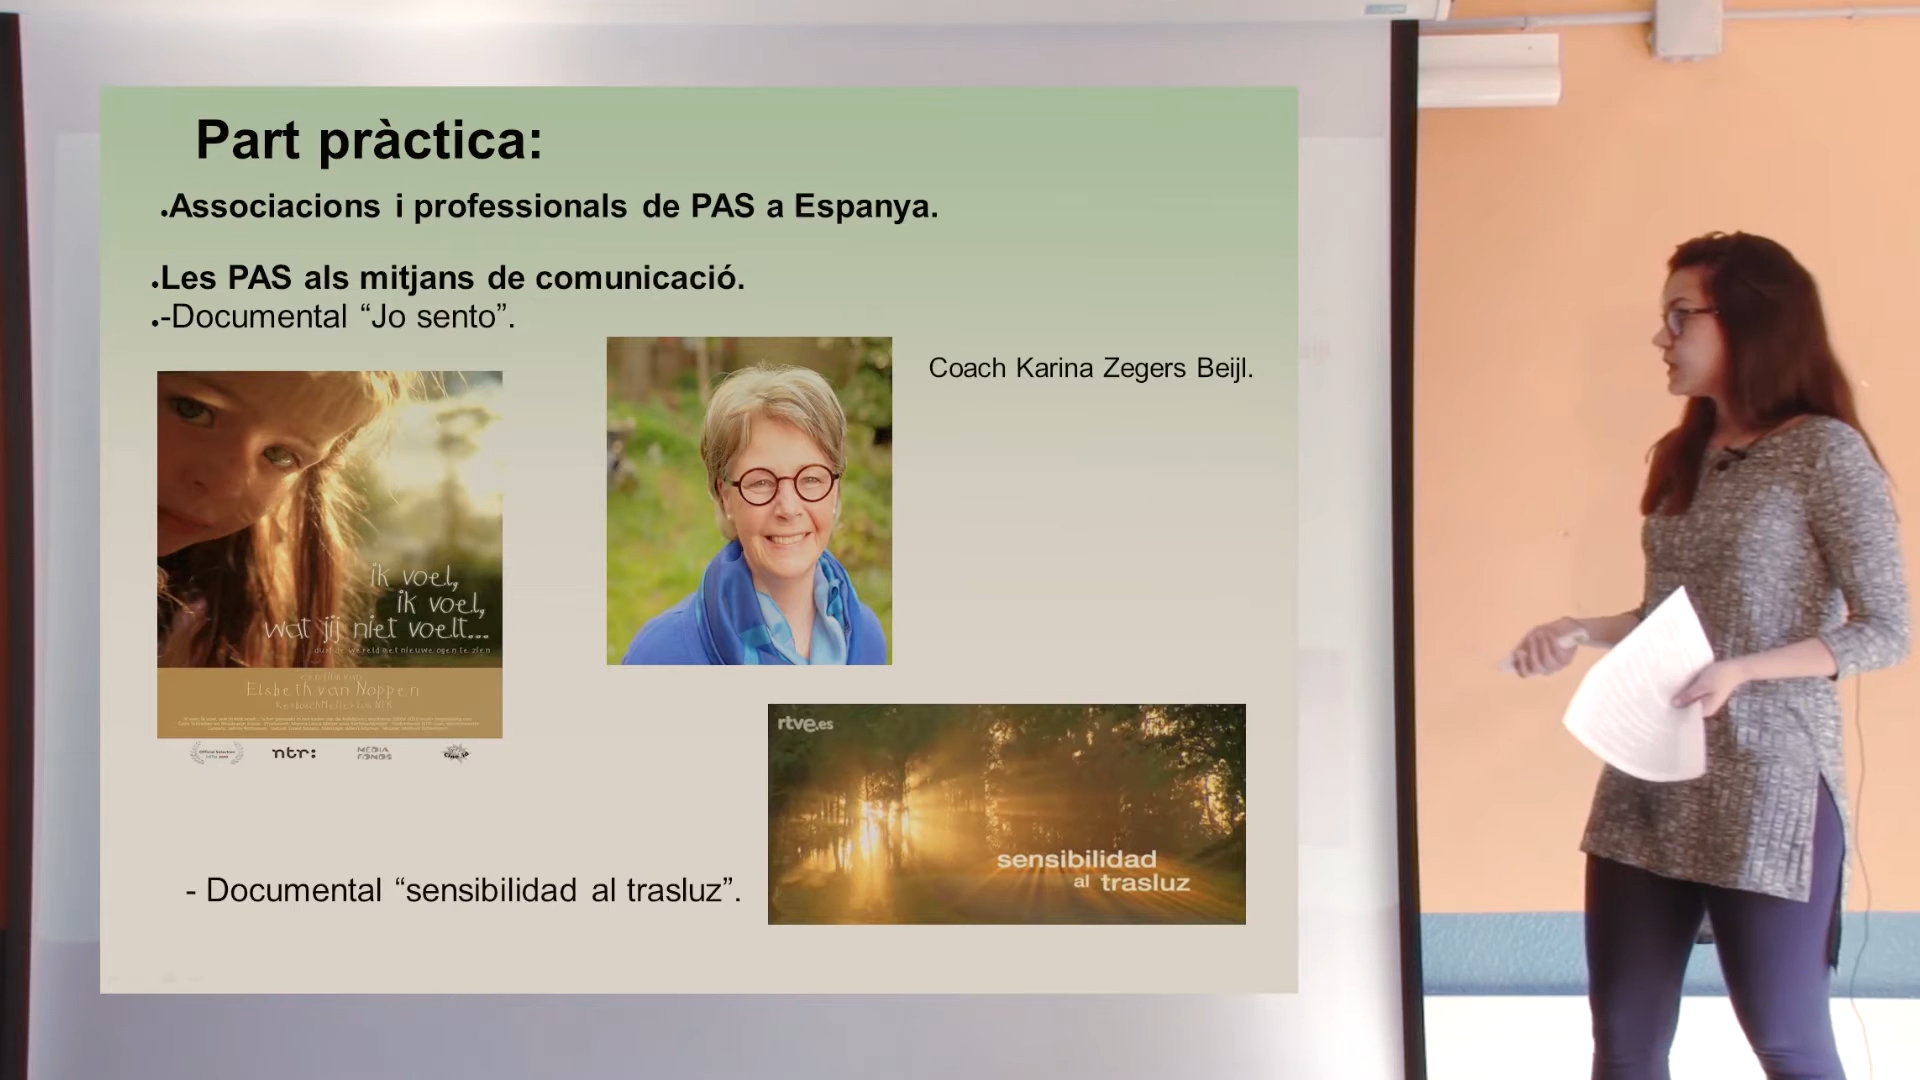 Part pràctica:
.Associacions i professionals de PAS a Espanya.
.Les PAS als mitjans de comunicació.
.-Documental “Jo sento”.
Coach Karina Zegers Beijl.
ik voel,
ik voel,
wat jij niet voelt...
Elsbeth van Noppen
ntr:
MEDIA
FONDS
rtve.es
sensibilidad
al trasluz
- Documental “sensibilidad al trasluz”.